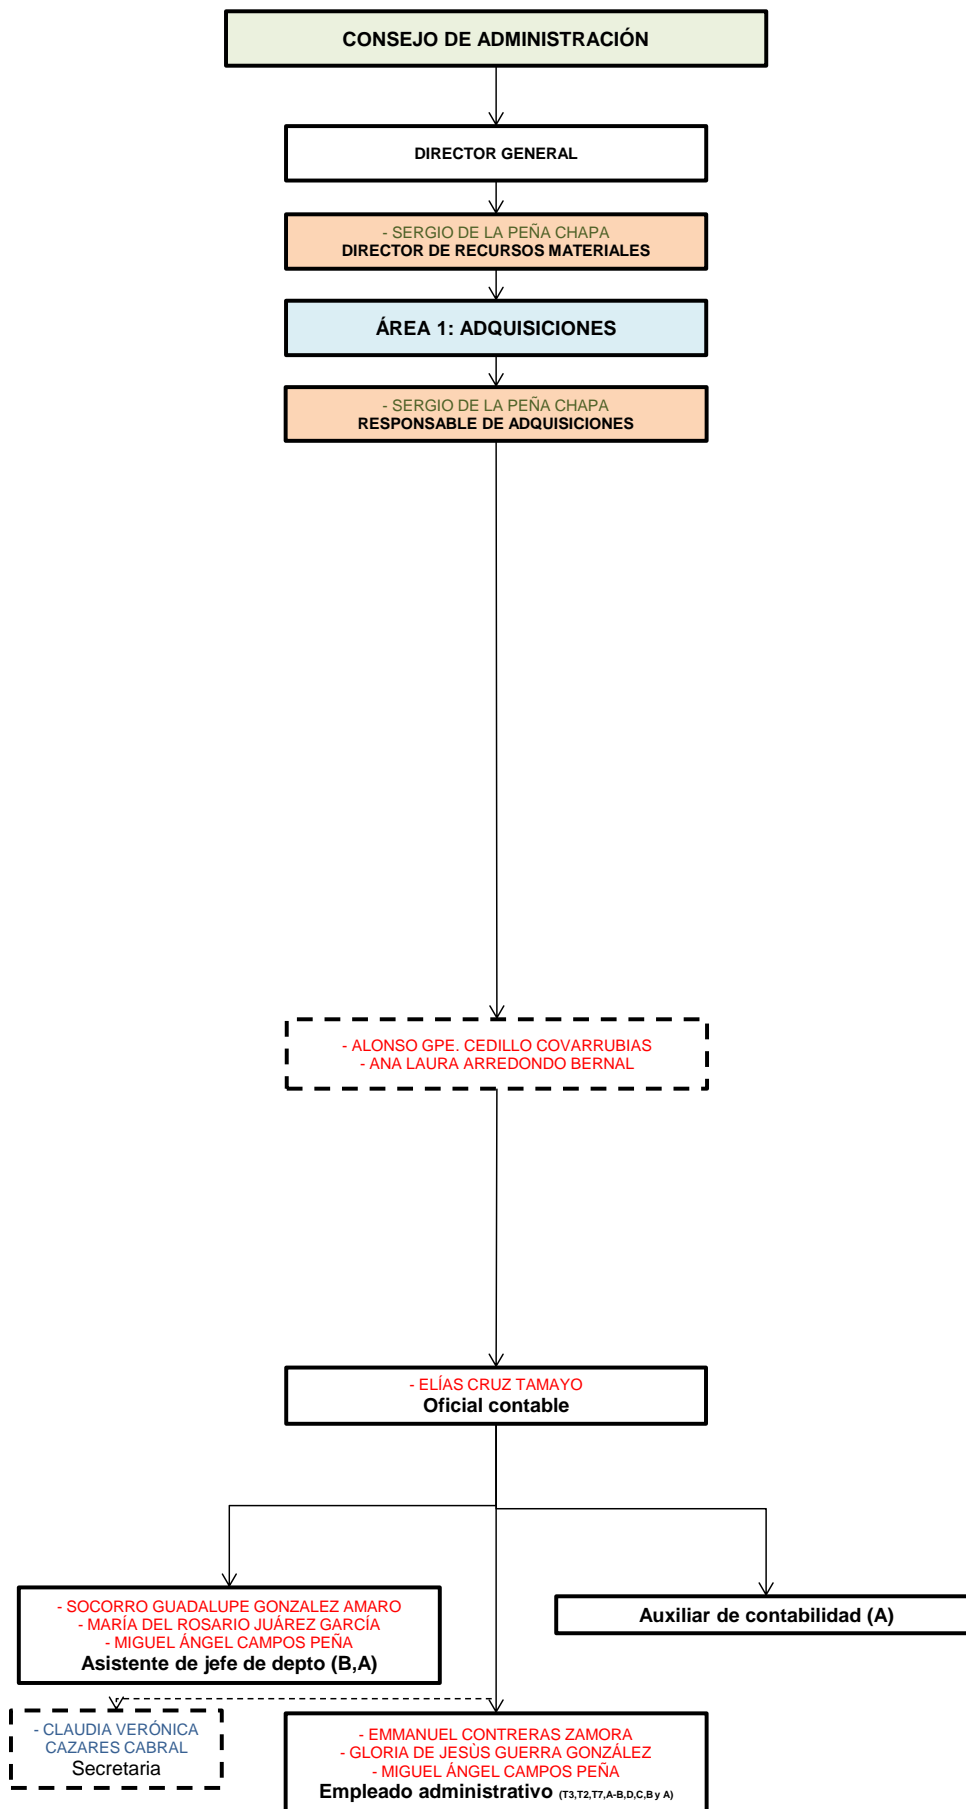 CONSEJO DE ADMINISTRACIÓN
DIRECTOR GENERAL
- SERGIO DE LA PEÑA CHAPA
DIRECTOR DE RECURSOS MATERIALES
ÁREA 1: ADQUISICIONES
- SERGIO DE LA PEÑA CHAPA
RESPONSABLE DE ADQUISICIONES
- ALONSO GPE. CEDILLO COVARRUBIAS
- ANA LAURA ARREDONDO BERNAL
- ELÍAS CRUZ TAMAYO
Oficial contable
- SOCORRO GUADALUPE GONZALEZ AMARO
- MARÍA DEL ROSARIO JUÁREZ GARCÍA
- MIGUEL ÁNGEL CAMPOS PEÑA
Asistente de jefe de depto (B,A)
Auxiliar de contabilidad (A)
- CLAUDIA VERÓNICA
CAZARES CABRAL
Secretaria
- EMMANUEL CONTRERAS ZAMORA
- GLORIA DE JESÙS GUERRA GONZÁLEZ
- MIGUEL ÁNGEL CAMPOS PEÑA
Empleado administrativo (T3,T2,T7,A-B,D,C,B y A)